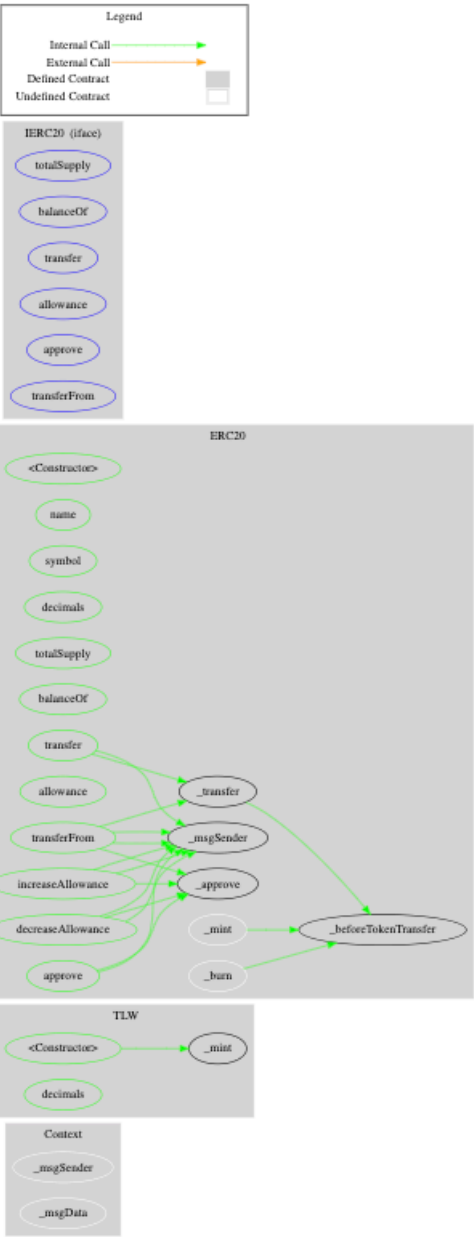 Legend
Internal Call
External Call
Defined Contract
Undefined Contract
IERC20 (iface)
totalSupply
balanceOf
transfer
allowance
approve
transferFrom
ERC20
<Constructor>
name
symbol
decimals
totalSupply
balanceOf
transfer
allowance
_transfer
transferFrom
_msgSender
increaseAllowance
_approve
decreaseAllowance
_mint
_beforeTokenTransfer
approve
_burn
TLW
<Constructor>
_mint
decimals
Context
_msgSender
_msgData